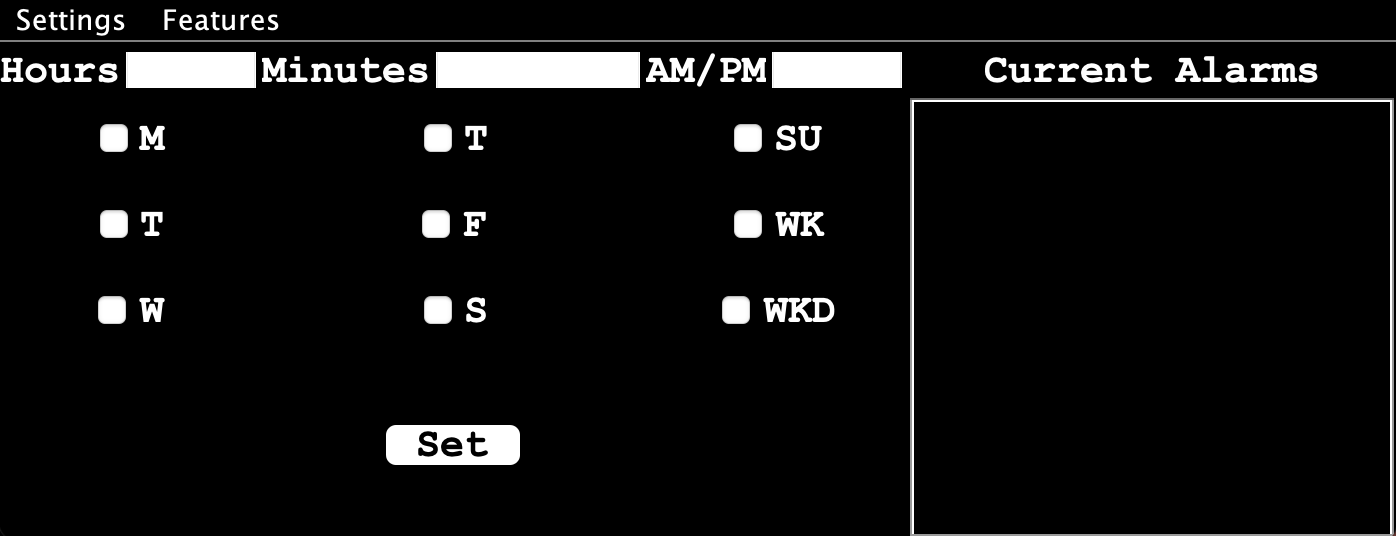 Settings Features
Hours Minutes AM/PM Current Alarms
M T SU
T F WK
W S WKD
Set